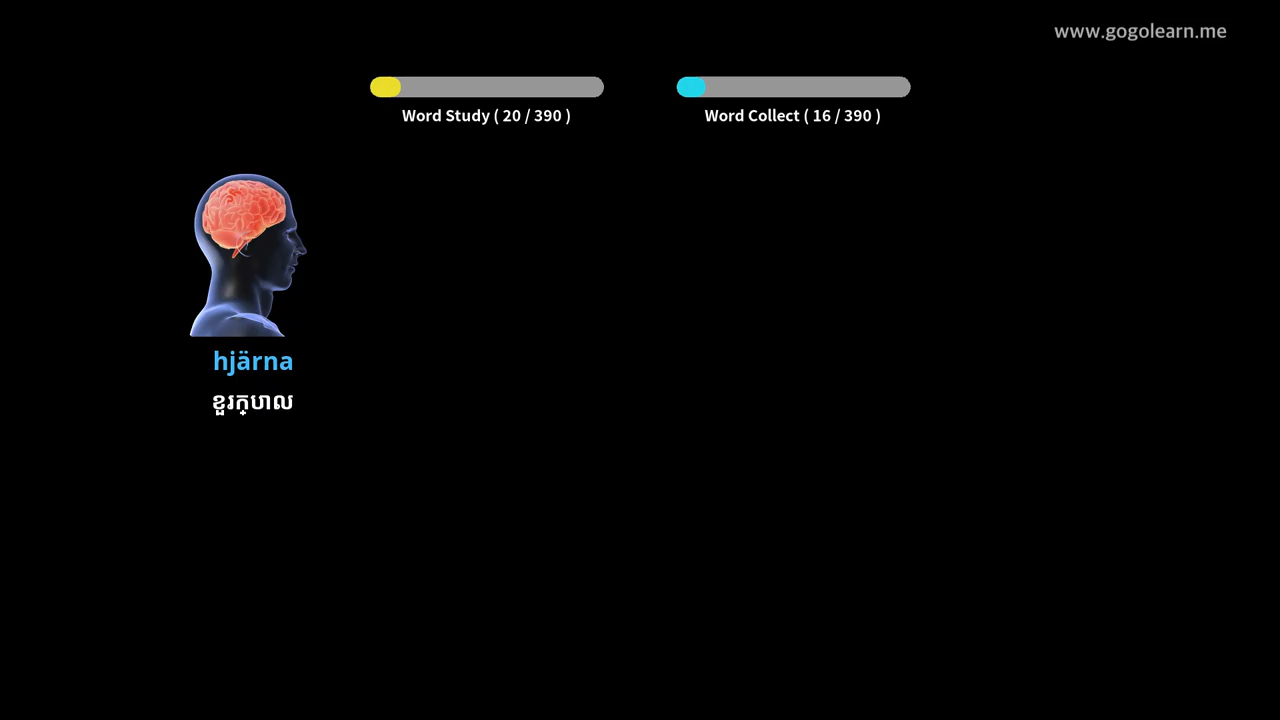 www.gogolearn.me
Word Study ( 20 / 390 )
Word Collect ( 16 / 390 )
hjärna
ខួរក្បាល